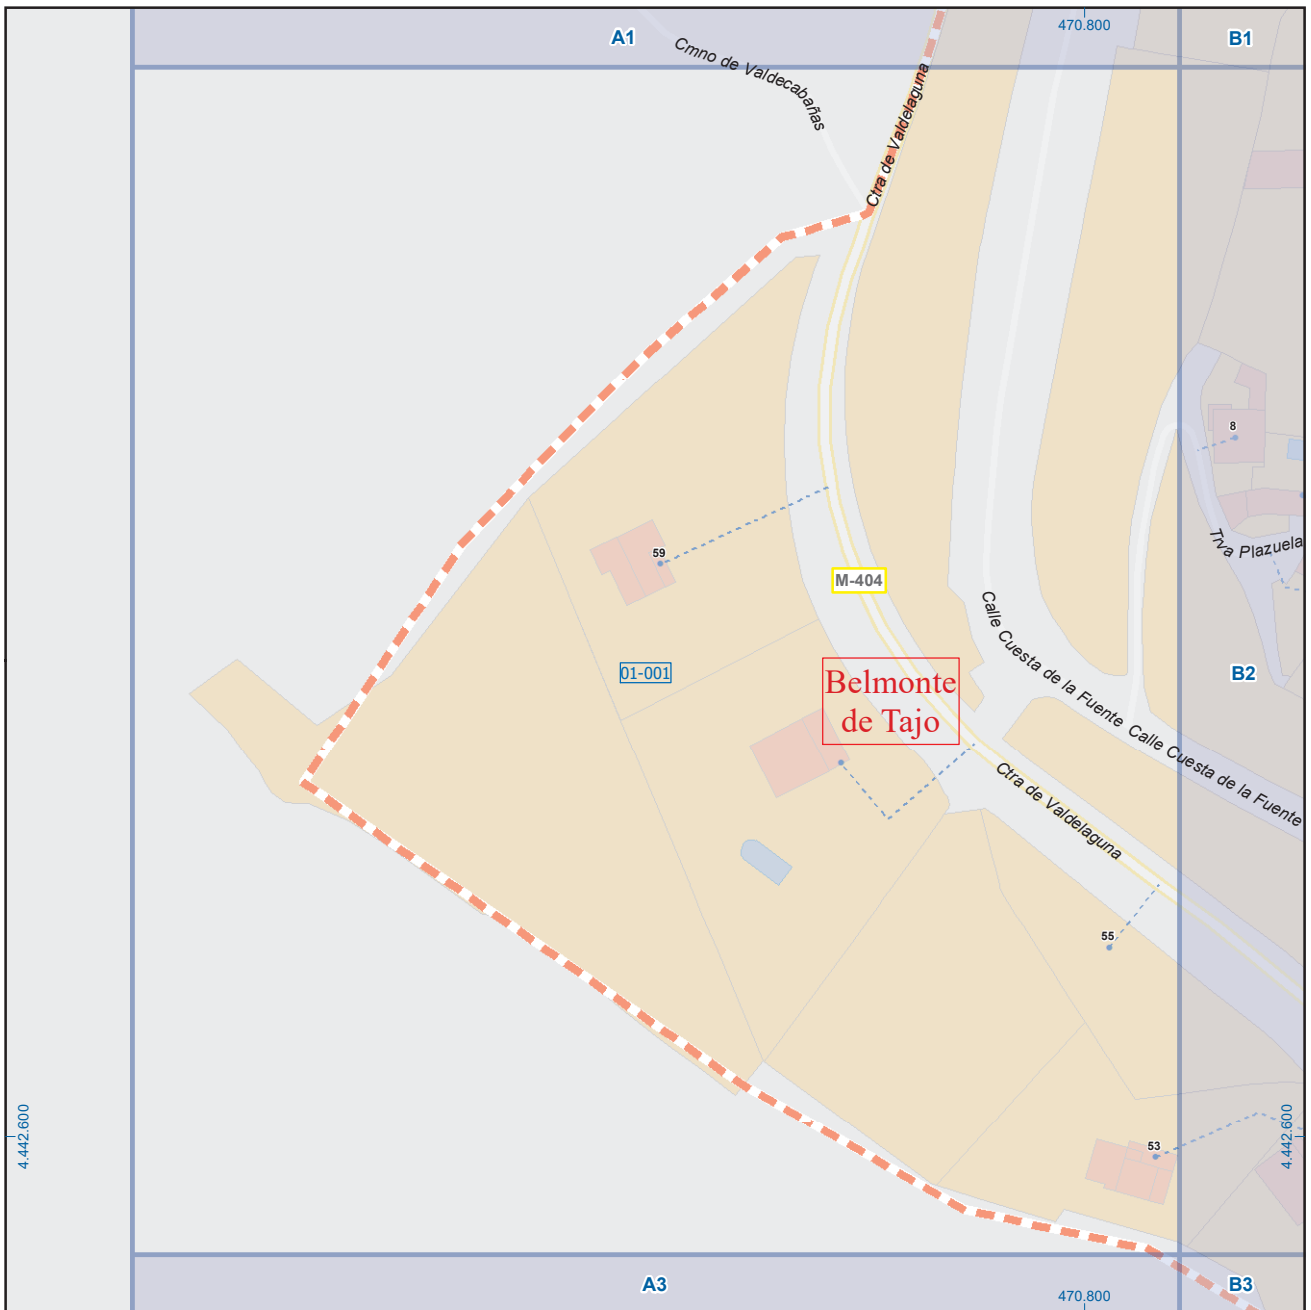 470.800
A1
B1
Cmno de Valdecabañas
Ctra de Valdelaguna
8
Trva Plazuela
59
M-404
Calle Cuesta de la Fuente
01-001
Belmonte
de Tajo
B2
Calle Cuesta de la Fuente
Ctra de Valdelaguna
55
4.442.600
4.442.600
53
A3
B3
470.800